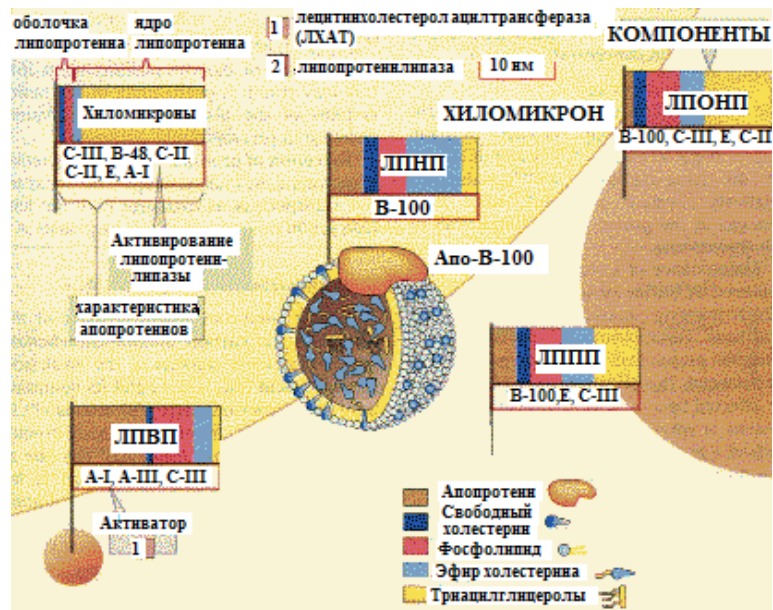 оболочка
липопротеина
ядро
липопротеина
1 лецитинхолестерол ацилтрансфераза
(ЛХАТ)
2 липопротеинлипаза
10 нм
КОМПОНЕНТЫ
Хиломикроны
C-III, B-48, C-II
C-II, E, A-I
ХИЛОМИКРОН
ЛПОНП
B-100, C-III, E, C-II
ЛПНП
B-100
Активирование
липопротеин-
липазы
характеристика
апопротеинов
Апо-B-100
ЛППП
B-100,E, C-III
ЛПВП
A-I, A-III, C-III
Активатор
1
Апопротеин
Свободный
холестерин
Фосфолипид
Эфир холестерина
Триацилглицеролы